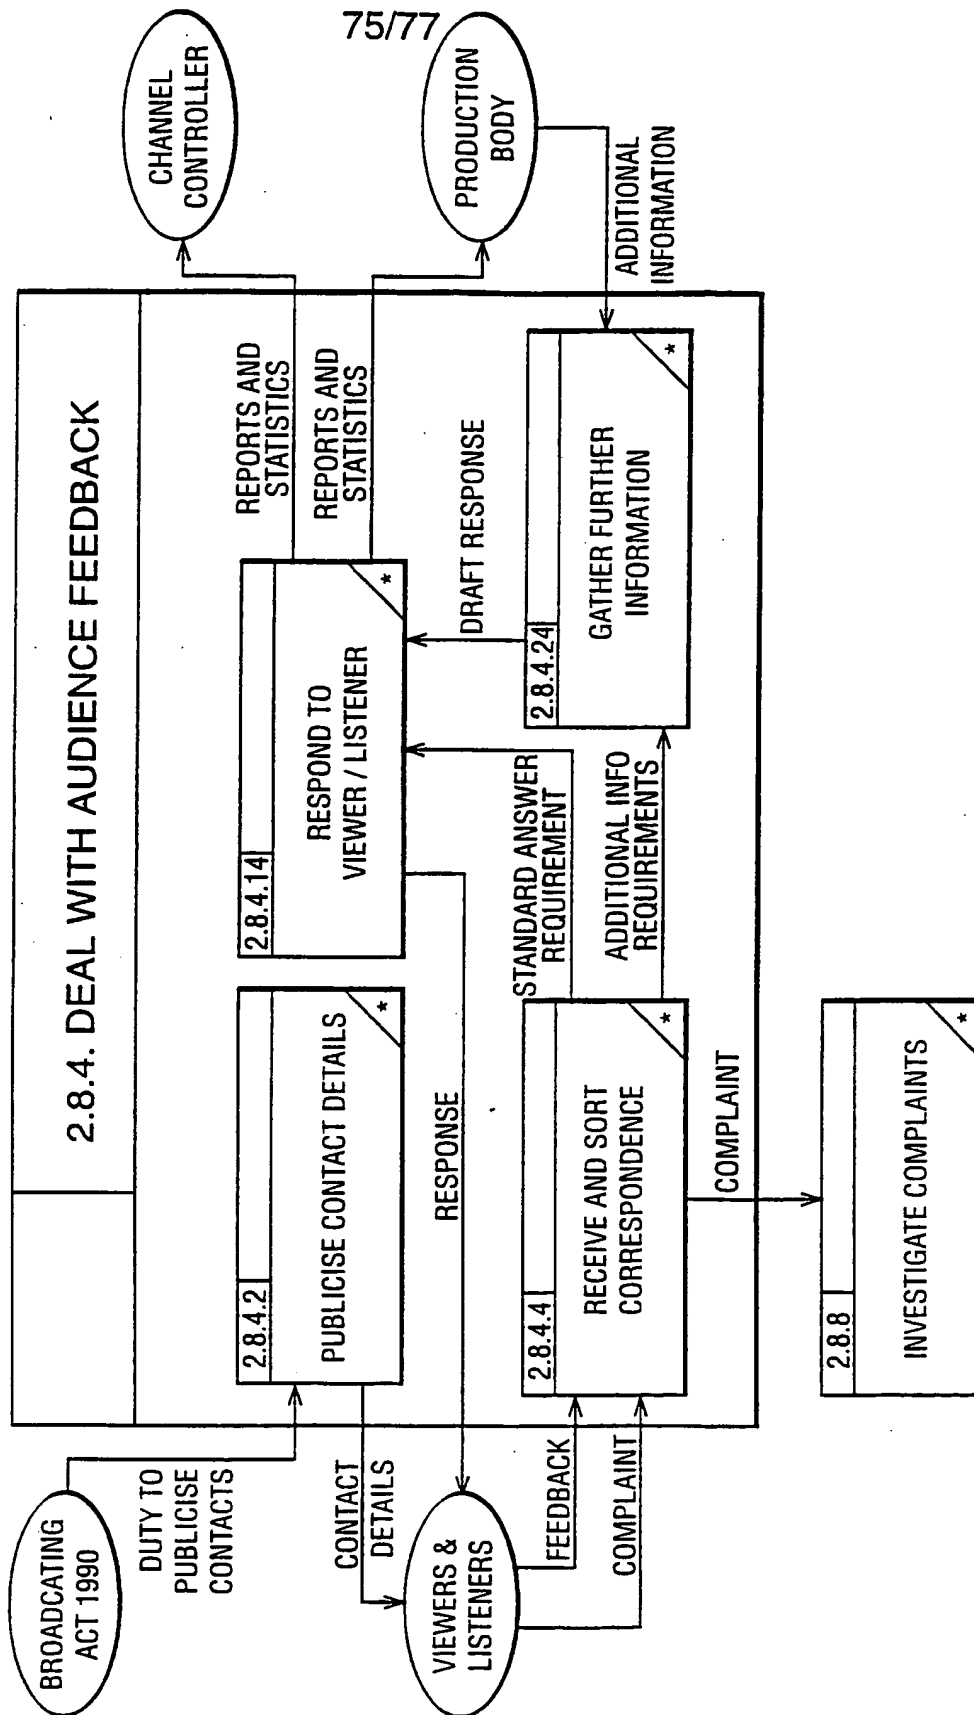 75/77
2.8.4. DEAL WITH AUDIENCE FEEDBACK
BROADCATING
ACT 1990
DUTY TO
PUBLICISE
CONTACTS
2.8.4.2
PUBLICISE CONTACT DETAILS
*
2.8.4.14
RESPOND TO
VIEWER / LISTENER
*
REPORTS AND
STATISTICS
REPORTS AND
STATISTICS
CHANNEL
CONTROLLER
PRODUCTION
BODY
CONTACT
DETAILS
RESPONSE
DRAFT RESPONSE
VIEWERS &
LISTENERS
FEEDBACK
COMPLAINT
2.8.4.4
RECEIVE AND SORT
CORRESPONDENCE
*
STANDARD ANSWER
REQUIREMENT
ADDITIONAL INFO
REQUIREMENTS
2.8.4.24
GATHER FURTHER
INFORMATION
*
ADDITIONAL
INFORMATION
COMPLAINT
2.8.8
INVESTIGATE COMPLAINTS
*